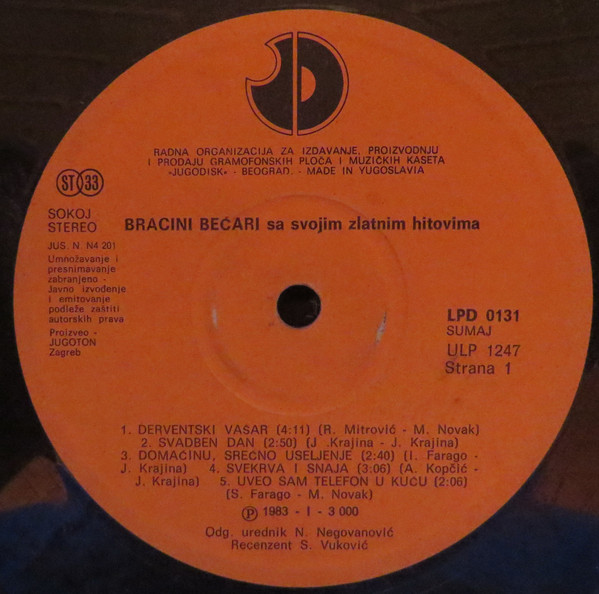 RADNA ORGANIZACIJA ZA IZDAVANJE, PROIZVODNJU
I PRODAJU GRAMOFONSKIH PLOČA I MUZIČKIH KASETA
«JUGODISK» - BEOGRAD. - MADE IN YUGOSLAVIA
ST 33
SOKOJ
STEREO
JUS. N. N4 201
Umnožavanje i
presnimavanje
zabranjeno -
Javno izvođenje
i emitovanje
podleže zaštiti
autorskih prava
Proizveo -
JUGOTON
Zagreb
BRACINI BEĆARI sa svojim zlatnim hitovima
LPD 0131
SUMAJ
ULP 1247
Strana 1
1. DERVENTSKI VAŠAR (4:11) (R. Mitrović - M. Novak)
2. SVADBEN DAN (2:50) (J. Krajina - J. Krajina)
3. DOMAĆINU, SREĆNO USELJENJE (2:40) (I. Farago -
J. Krajina) 4. SVEKRVA I SNAJA (3:06) (A. Kopčić -
J. Krajina) 5. UVEO SAM TELEFON U KUĆU (2:06)
(S. Farago - M. Novak)
Ⓟ 1983 - I - 3 000
Odg. urednik N. Negovanović
Recenzent S. Vuković